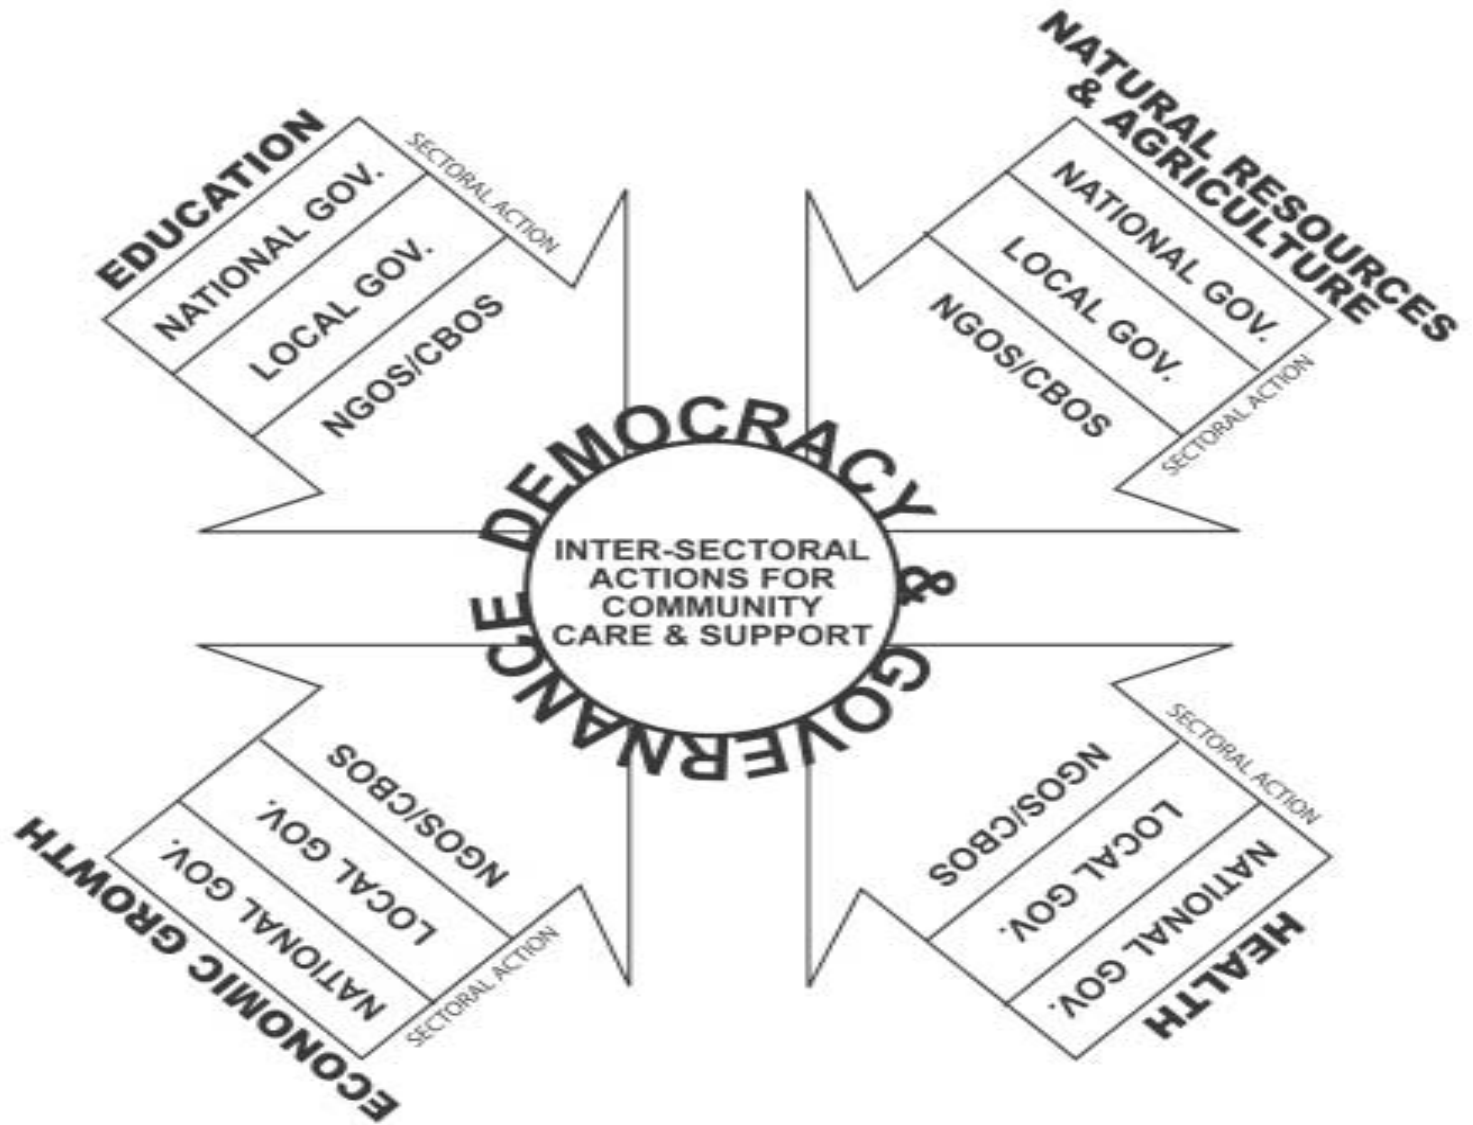 EDUCATION
NATIONAL GOV.
LOCAL GOV.
NGOS/CBOS
SECTORAL ACTION
NATURAL RESOURCES
& AGRICULTURE
NATIONAL GOV.
LOCAL GOV.
NGOS/CBOS
SECTORAL ACTION
DEMOCRACY & GOVERNANCE
INTER-SECTORAL
ACTIONS FOR
COMMUNITY
CARE & SUPPORT
NGOS/CBOS
LOCAL GOV.
NATIONAL GOV.
ECONOMIC GROWTH
SECTORAL ACTION
NGOS/CBOS
LOCAL GOV.
NATIONAL GOV.
HEALTH
SECTORAL ACTION